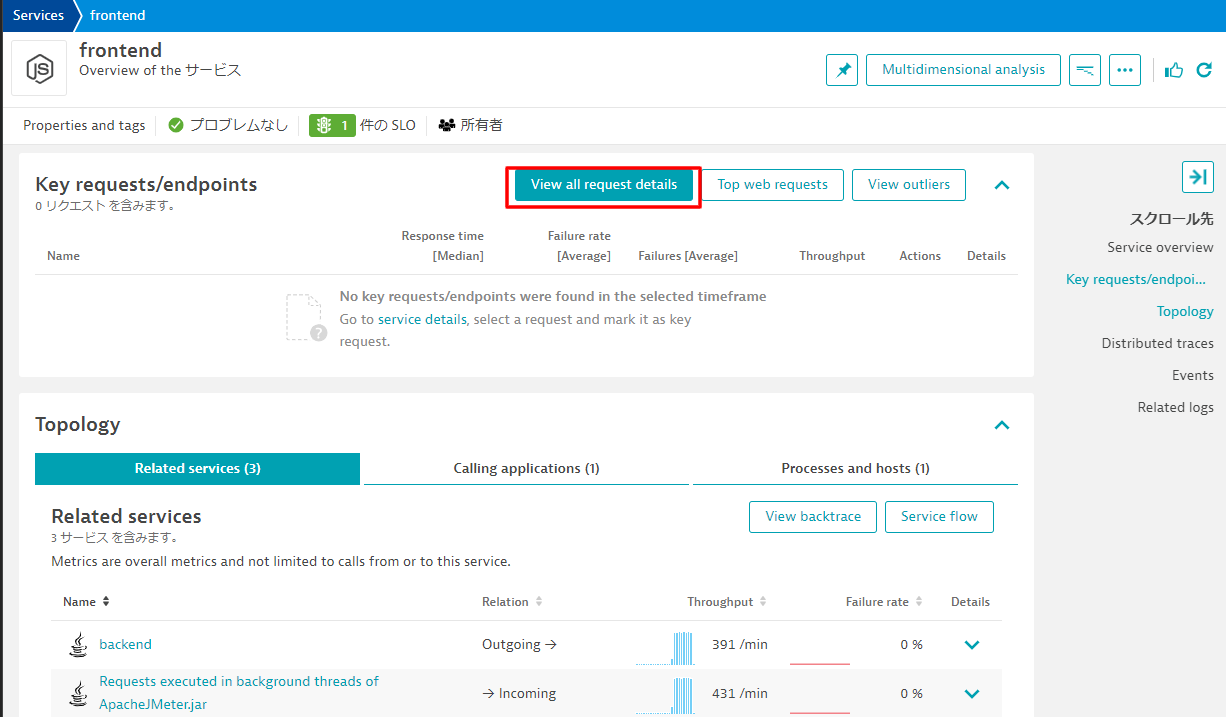 Services
frontend
frontend
Overview of the サービス
Multidimensional analysis
Properties and tags
プロブレムなし
1 件の SLO
所有者
Key requests/endpoints
0 リクエスト を含みます。
View all request details
Top web requests
View outliers
Name
Response time
[Median]
Failure rate
[Average]
Failures [Average]
Throughput
Actions
Details
No key requests/endpoints were found in the selected timeframe
Go to service details, select a request and mark it as key
request.
スクロール先
Service overview
Key requests/endpoi...
Topology
Distributed traces
Events
Related logs
Topology
Related services (3)
Calling applications (1)
Processes and hosts (1)
Related services
3 サービス を含みます。
View backtrace
Service flow
Metrics are overall metrics and not limited to calls from or to this service.
Name
Relation
Throughput
Failure rate
Details
backend
Outgoing →
391 /min
0 %
Requests executed in background threads of
ApacheJMeter.jar
→ Incoming
431 /min
0 %